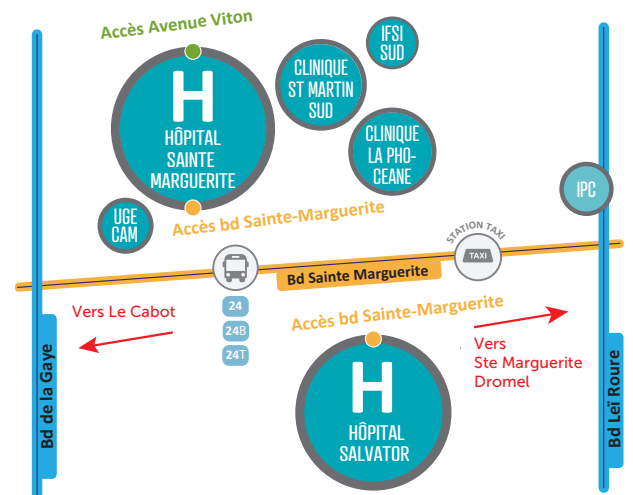 Accès Avenue Viton
IFSI
SUD
CLINIQUE
ST MARTIN
SUD
H
HÔPITAL
SAINTE
MARGUERITE
CLINIQUE
LA PHO-
CEANE
IPC
UGE
CAM
Accès bd Sainte-Marguerite
STATION TAXI
TAXI
Bd Sainte Marguerite
24
24B
24T
Vers Le Cabot
Accès bd Sainte-Marguerite
Vers
Ste Marguerite
Dromel
H
HÔPITAL
SALVATOR
Bd de la Gaye
Bd Leï Roure